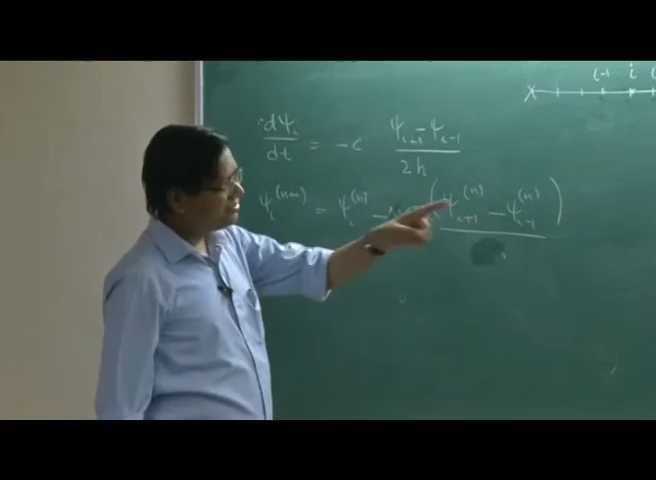 X i-1 i
dψᵢ/dt = -c (ψᵢ₊₁ - ψᵢ₋₁)/2h
ψᵢ⁽ⁿ⁺¹⁾ = ψᵢ⁽ⁿ⁾ - (ψᵢ₊₁⁽ⁿ⁾ - ψᵢ₋₁⁽ⁿ⁾)